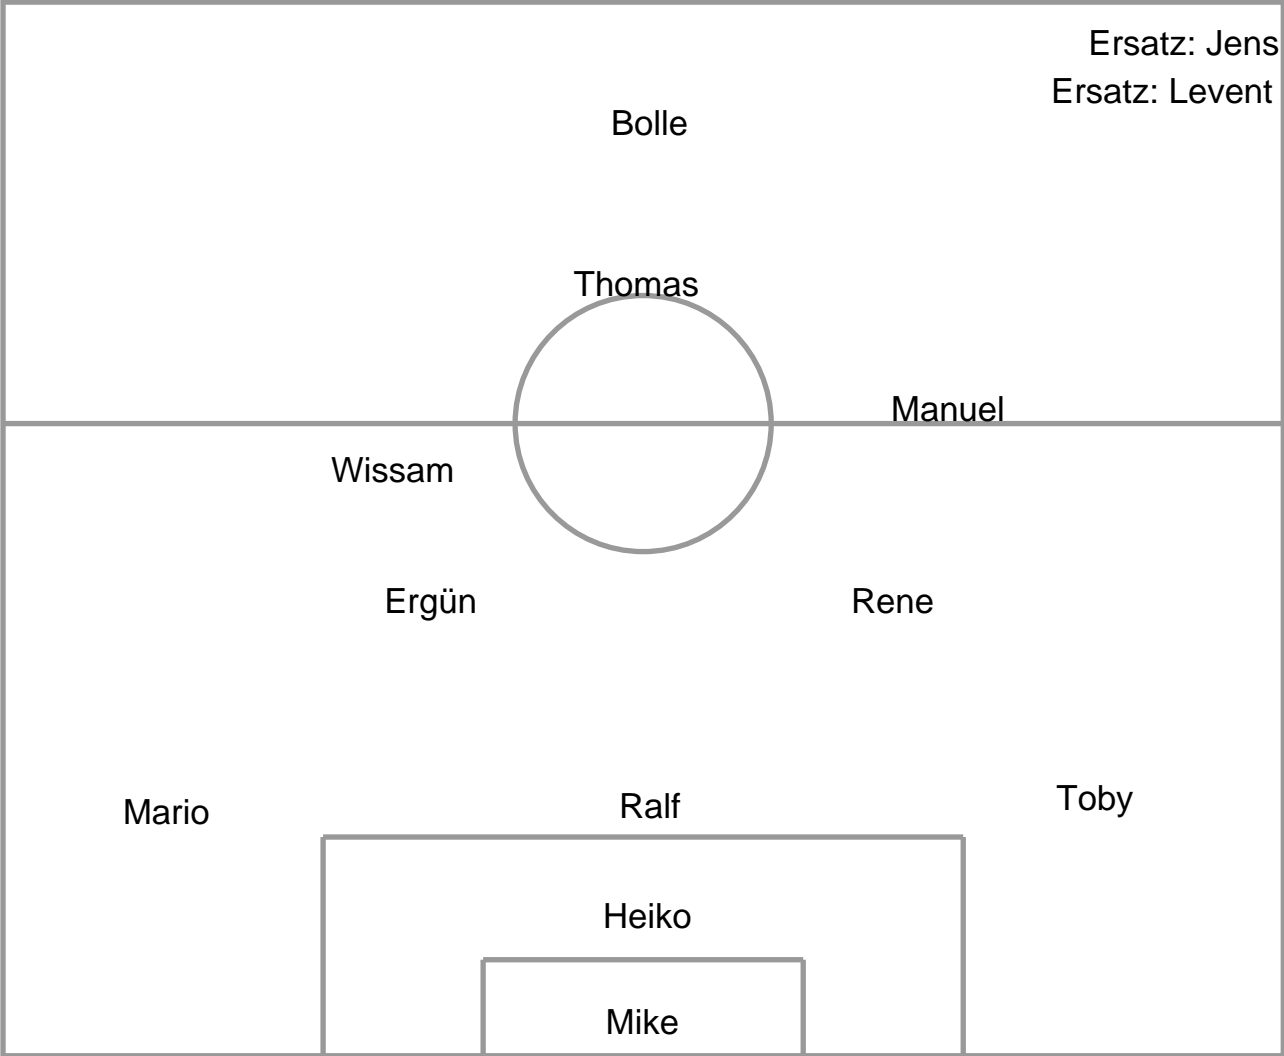 Ersatz: Jens
Ersatz: Levent
Bolle
Thomas
Manuel
Wissam
Ergün
Rene
Mario
Ralf
Toby
Heiko
Mike